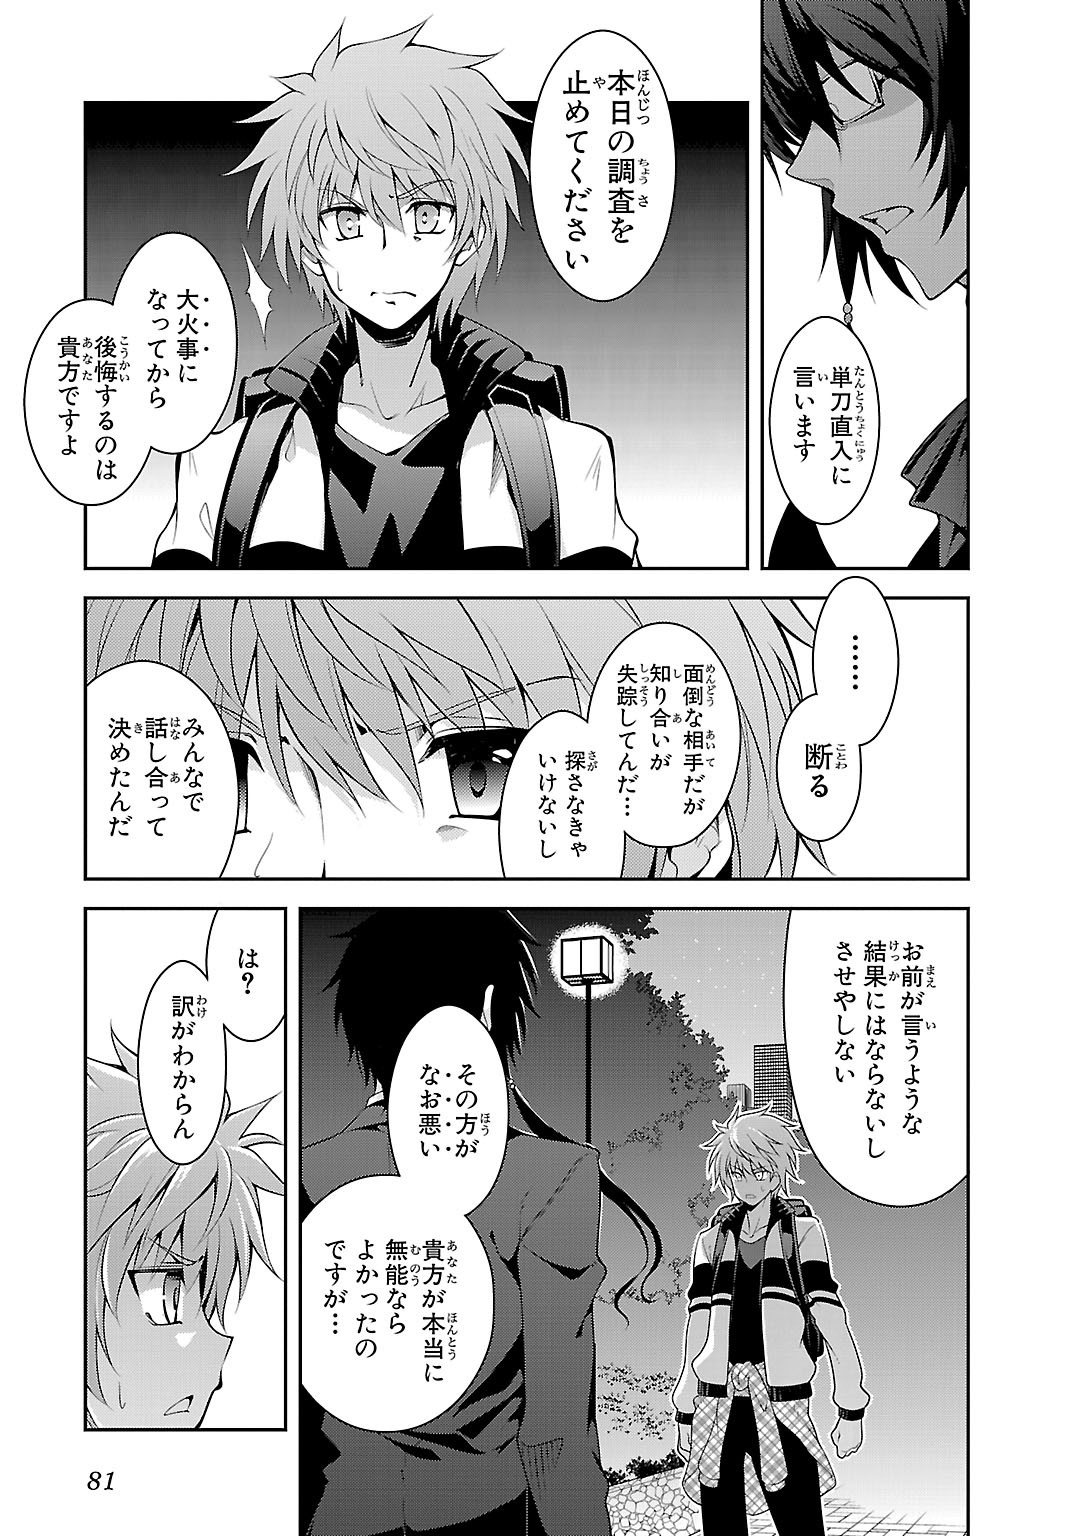 単刀直入に
言います
本日の調査を
止めてください
大火事に
なってから
後悔するのは
貴方ですよ
……
断る
面倒な相手だが
知り合いが
失踪してんだ…
探さなきゃ
いけないし
みんなで
話し合って
決めたんだ
お前が言うような
結果にはならないし
させやしない
その方が
なお悪い
貴方が本当に
無能なら
よかったの
ですが…
は?
訳がわからん
81